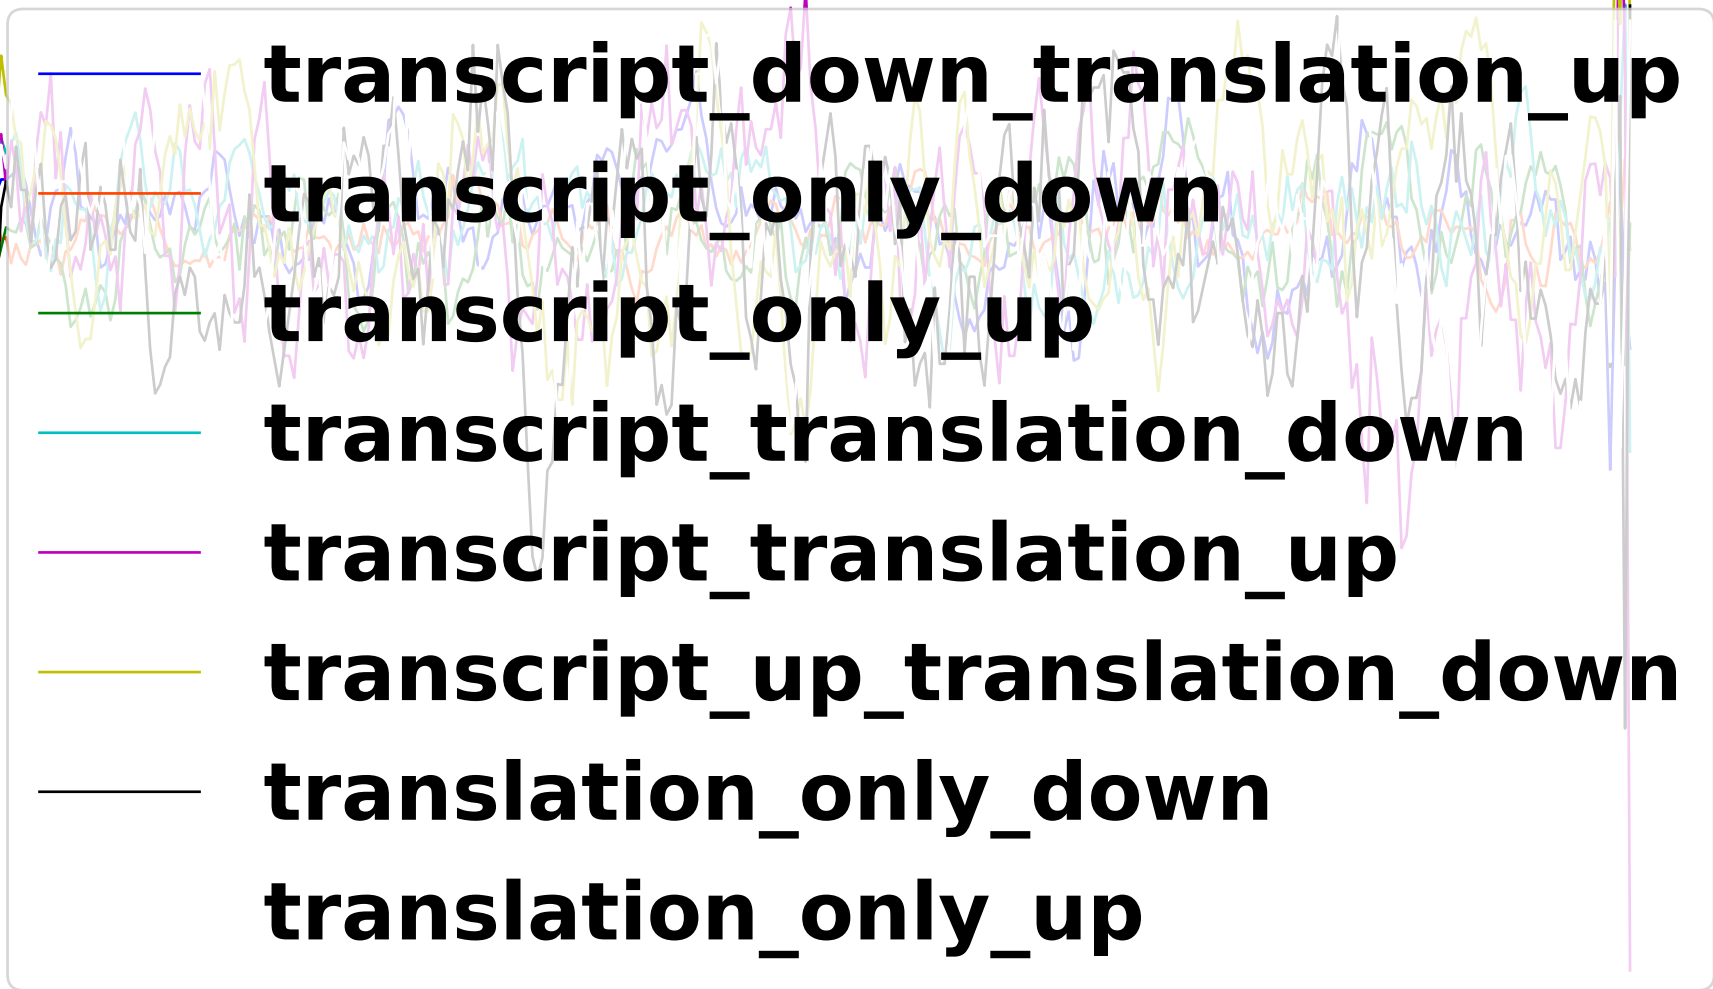 transcript_down_translation_up
transcript_only_down
transcript_only_up
transcript_translation_down
transcript_translation_up
transcript_up_translation_down
translation_only_down
translation_only_up